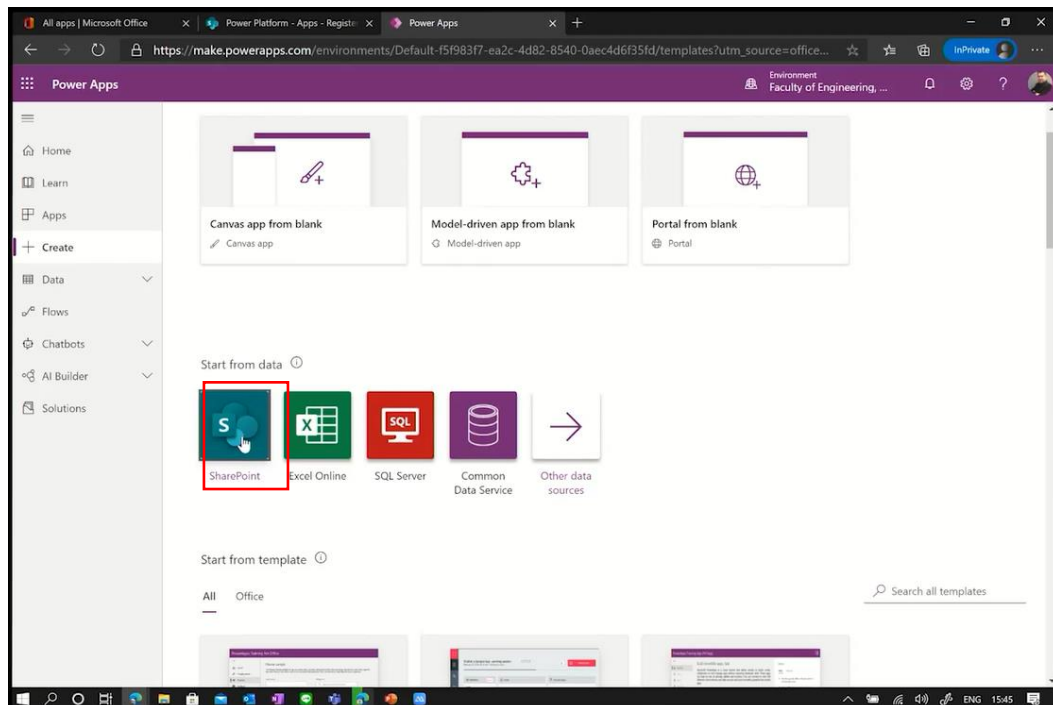 All apps | Microsoft Office
Power Platform - Apps - Registe
Power Apps
https://make.powerapps.com/environments/Default-f5f983f7-ea2c-4d82-8540-0aec4d6f35fd/templates?utm_source=office...
InPrivate
Power Apps
Environment
Faculty of Engineering, ...
Home
Learn
Apps
Create
Data
Flows
Chatbots
AI Builder
Solutions
Canvas app from blank
Canvas app
Model-driven app from blank
Model-driven app
Portal from blank
Portal
Start from data
SharePoint
Excel Online
SQL
SQL Server
Common
Data Service
Other data
sources
Start from template
All
Office
Search all templates
ENG
15:45